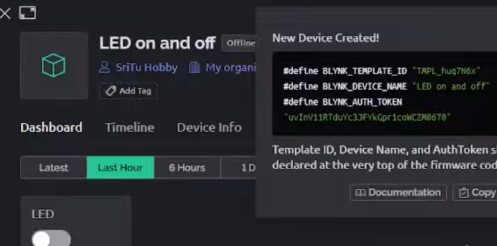 LED on and off Offline
SriTu Hobby My organi
Add Tag
Dashboard Timeline Device Info
Latest Last Hour 6 Hours 1 D
LED
New Device Created!
#define BLYNK_TEMPLATE_ID "TMPL_huq7N6x"
#define BLYNK_DEVICE_NAME "LED on and off"
#define BLYNK_AUTH_TOKEN
"uvInViiRTduYc3JFYkGpricoWCZM8670"
Template ID, Device Name, and AuthToken s
declared at the very top of the firmware cod
Documentation Copy